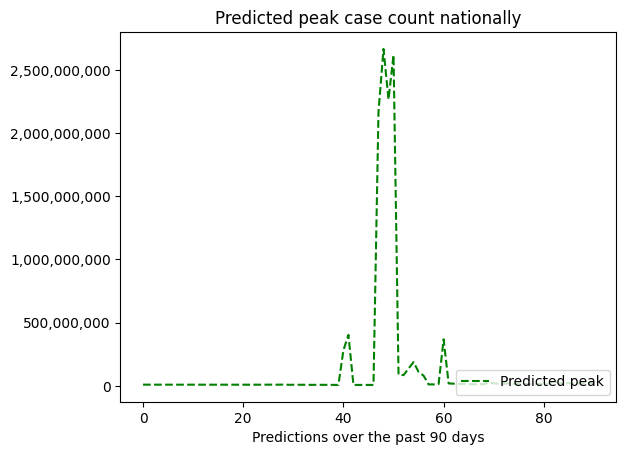 Predicted peak case count nationally
2,500,000,000
2,000,000,000
1,500,000,000
1,000,000,000
500,000,000
0
Predicted peak
0 20 40 60 80
Predictions over the past 90 days